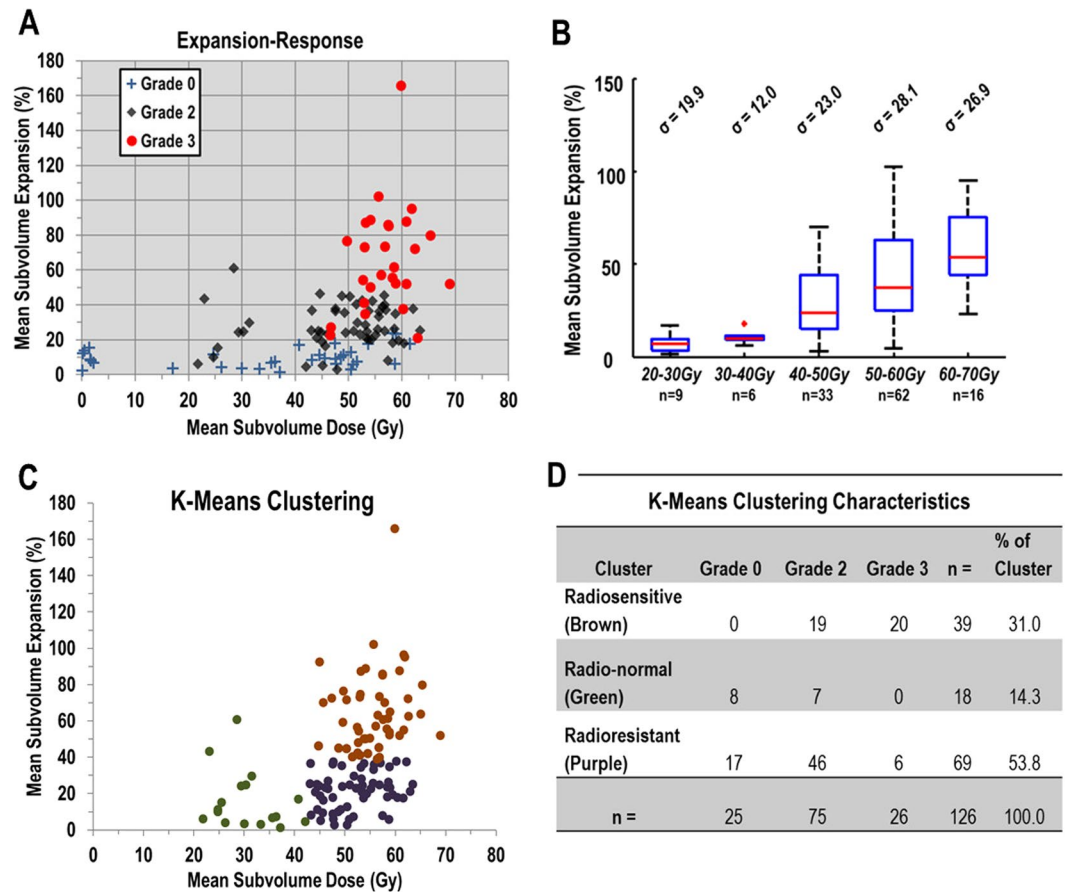 A
Expansion-Response
Mean Subvolume Expansion (%)
180
160
140
120
100
80
60
40
20
0
Grade 0
Grade 2
Grade 3
0 10 20 30 40 50 60 70 80
Mean Subvolume Dose (Gy)
B
Mean Subvolume Expansion (%)
150
100
50
0
σ = 19.9 σ = 12.0 σ = 23.0 σ = 28.1 σ = 26.9
20-30Gy 30-40Gy 40-50Gy 50-60Gy 60-70Gy
n=9 n=6 n=33 n=62 n=16
C
K-Means Clustering
Mean Subvolume Expansion (%)
180
160
140
120
100
80
60
40
20
0
0 10 20 30 40 50 60 70 80
Mean Subvolume Dose (Gy)
D
K-Means Clustering Characteristics
Cluster Grade 0 Grade 2 Grade 3 n = % of Cluster
Radiosensitive
(Brown) 0 19 20 39 31.0
Radio-normal
(Green) 8 7 0 18 14.3
Radioresistant
(Purple) 17 46 6 69 53.8
n = 25 75 26 126 100.0